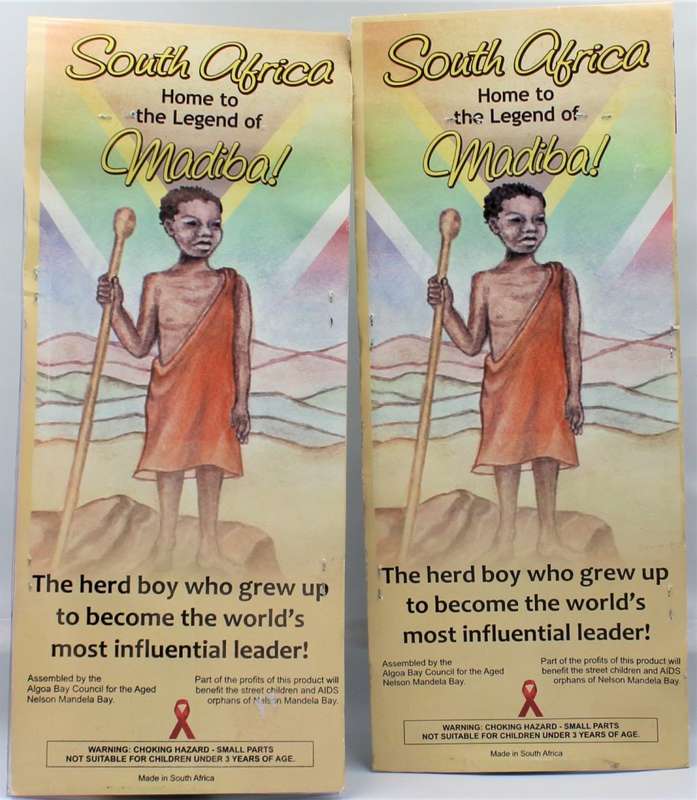 South Africa
Home to
the Legend of
Madiba!
The herd boy who grew up
to become the world's
most influential leader!
Assembled by the
Algoa Bay Council for the Aged
Nelson Mandela Bay.
Part of the profits of this product will
benefit the street children and AIDS
orphans of Nelson Mandela Bay.
WARNING: CHOKING HAZARD - SMALL PARTS
NOT SUITABLE FOR CHILDREN UNDER 3 YEARS OF AGE.
Made in South Africa
South Africa
Home to
the Legend of
Madiba!
The herd boy who grew up
to become the world's
most influential leader!
Assembled by the
Algoa Bay Council for the Aged
Nelson Mandela Bay.
Part of the profits of this product will
benefit the street children and AIDS
orphans of Nelson Mandela Bay.
WARNING: CHOKING HAZARD - SMALL PARTS
NOT SUITABLE FOR CHILDREN UNDER 3 YEARS OF AGE.
Made in South Africa